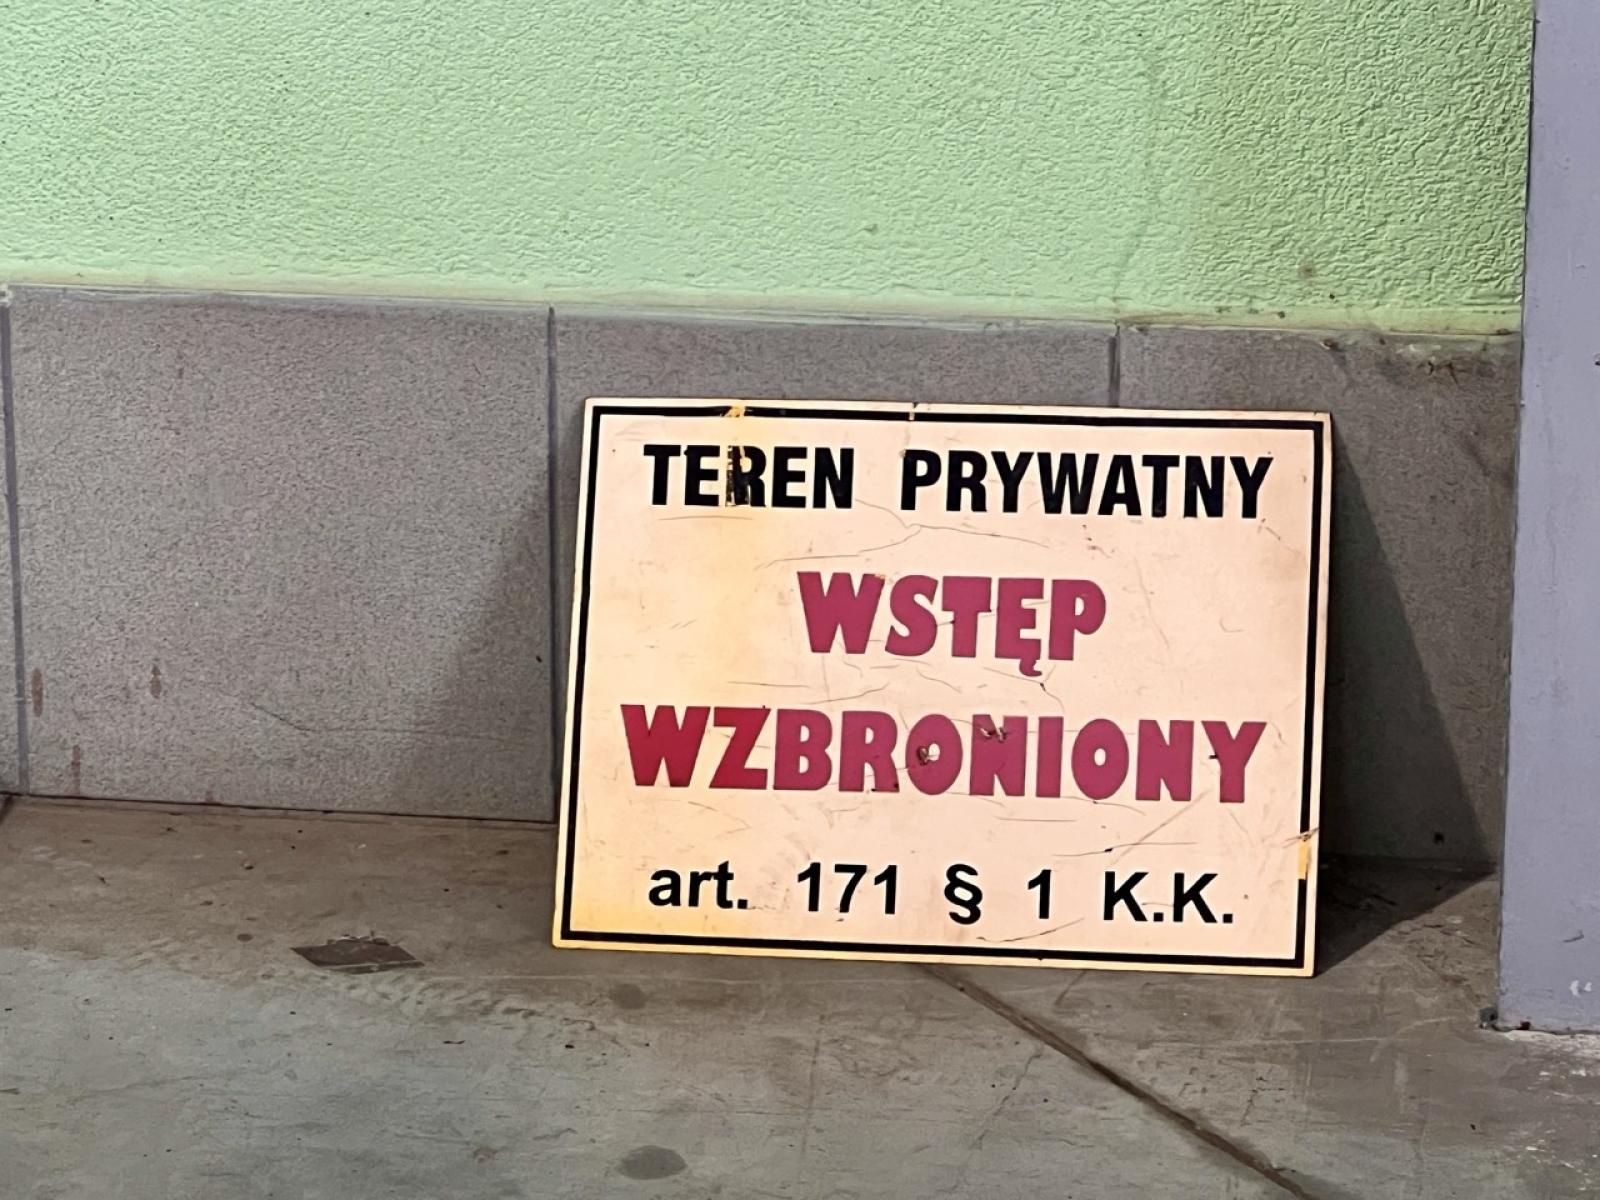 TEREN PRYWATNY
WSTĘP
WZBRONIONY
art. 171 § 1 K.K.